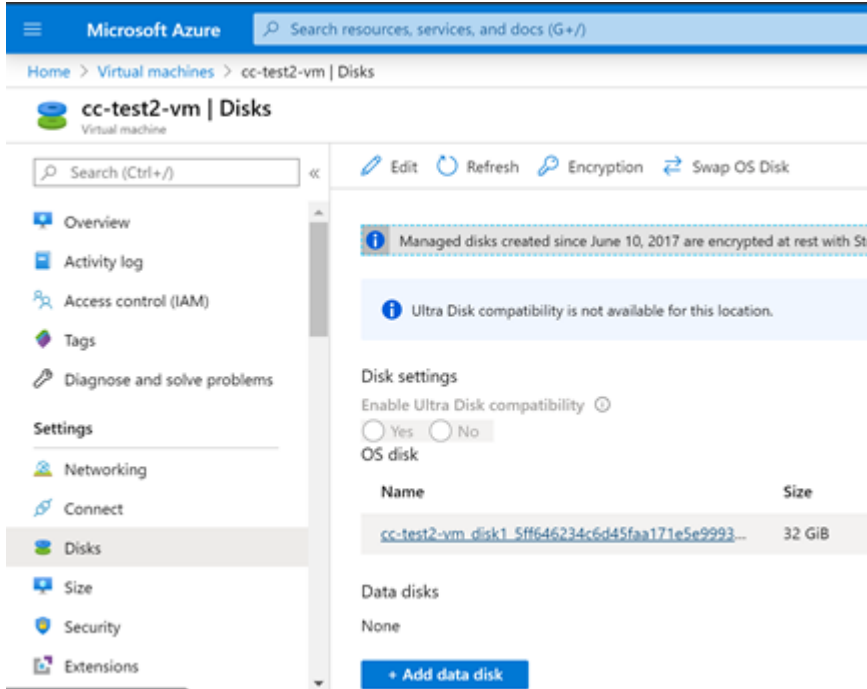 Microsoft Azure
Search resources, services, and docs (G+/)
Home > Virtual machines > cc-test2-vm | Disks
cc-test2-vm | Disks
Virtual machine
Search (Ctrl+/)
«
Overview
Activity log
Access control (IAM)
Tags
Diagnose and solve problems
Settings
Networking
Connect
Disks
Size
Security
Extensions
Edit Refresh Encryption Swap OS Disk
Managed disks created since June 10, 2017 are encrypted at rest with St
Ultra Disk compatibility is not available for this location.
Disk settings
Enable Ultra Disk compatibility
Yes No
OS disk
Name Size
cc-test2-vm_disk1_5ff646234c6d45faa171e5e9993... 32 GiB
Data disks
None
+ Add data disk